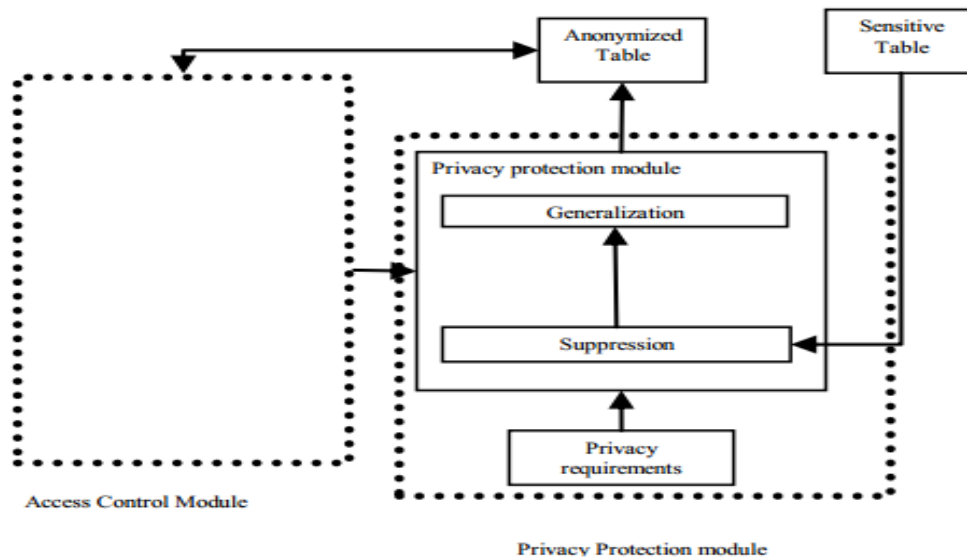 Anonymized
Table
Sensitive
Table
Privacy protection module
Generalization
Suppression
Privacy
requirements
Access Control Module
Privacy Protection module